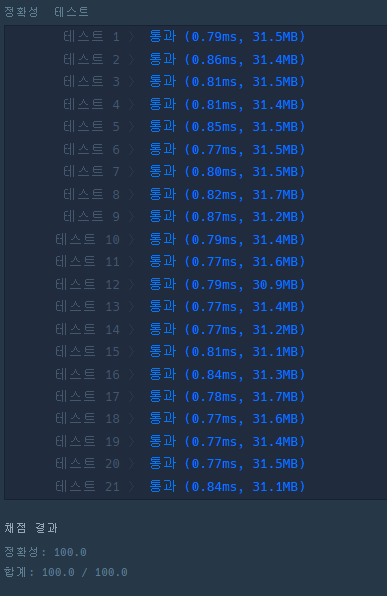 정확성 테스트
테스트 1 〉 통과 (0.79ms, 31.5MB)
테스트 2 〉 통과 (0.86ms, 31.4MB)
테스트 3 〉 통과 (0.81ms, 31.5MB)
테스트 4 〉 통과 (0.81ms, 31.4MB)
테스트 5 〉 통과 (0.85ms, 31.5MB)
테스트 6 〉 통과 (0.77ms, 31.5MB)
테스트 7 〉 통과 (0.80ms, 31.5MB)
테스트 8 〉 통과 (0.82ms, 31.7MB)
테스트 9 〉 통과 (0.87ms, 31.2MB)
테스트 10 〉 통과 (0.79ms, 31.4MB)
테스트 11 〉 통과 (0.77ms, 31.6MB)
테스트 12 〉 통과 (0.79ms, 30.9MB)
테스트 13 〉 통과 (0.77ms, 31.4MB)
테스트 14 〉 통과 (0.77ms, 31.2MB)
테스트 15 〉 통과 (0.81ms, 31.1MB)
테스트 16 〉 통과 (0.84ms, 31.3MB)
테스트 17 〉 통과 (0.78ms, 31.7MB)
테스트 18 〉 통과 (0.77ms, 31.6MB)
테스트 19 〉 통과 (0.77ms, 31.4MB)
테스트 20 〉 통과 (0.77ms, 31.5MB)
테스트 21 〉 통과 (0.84ms, 31.1MB)
채점 결과
정확성: 100.0
합계: 100.0 / 100.0